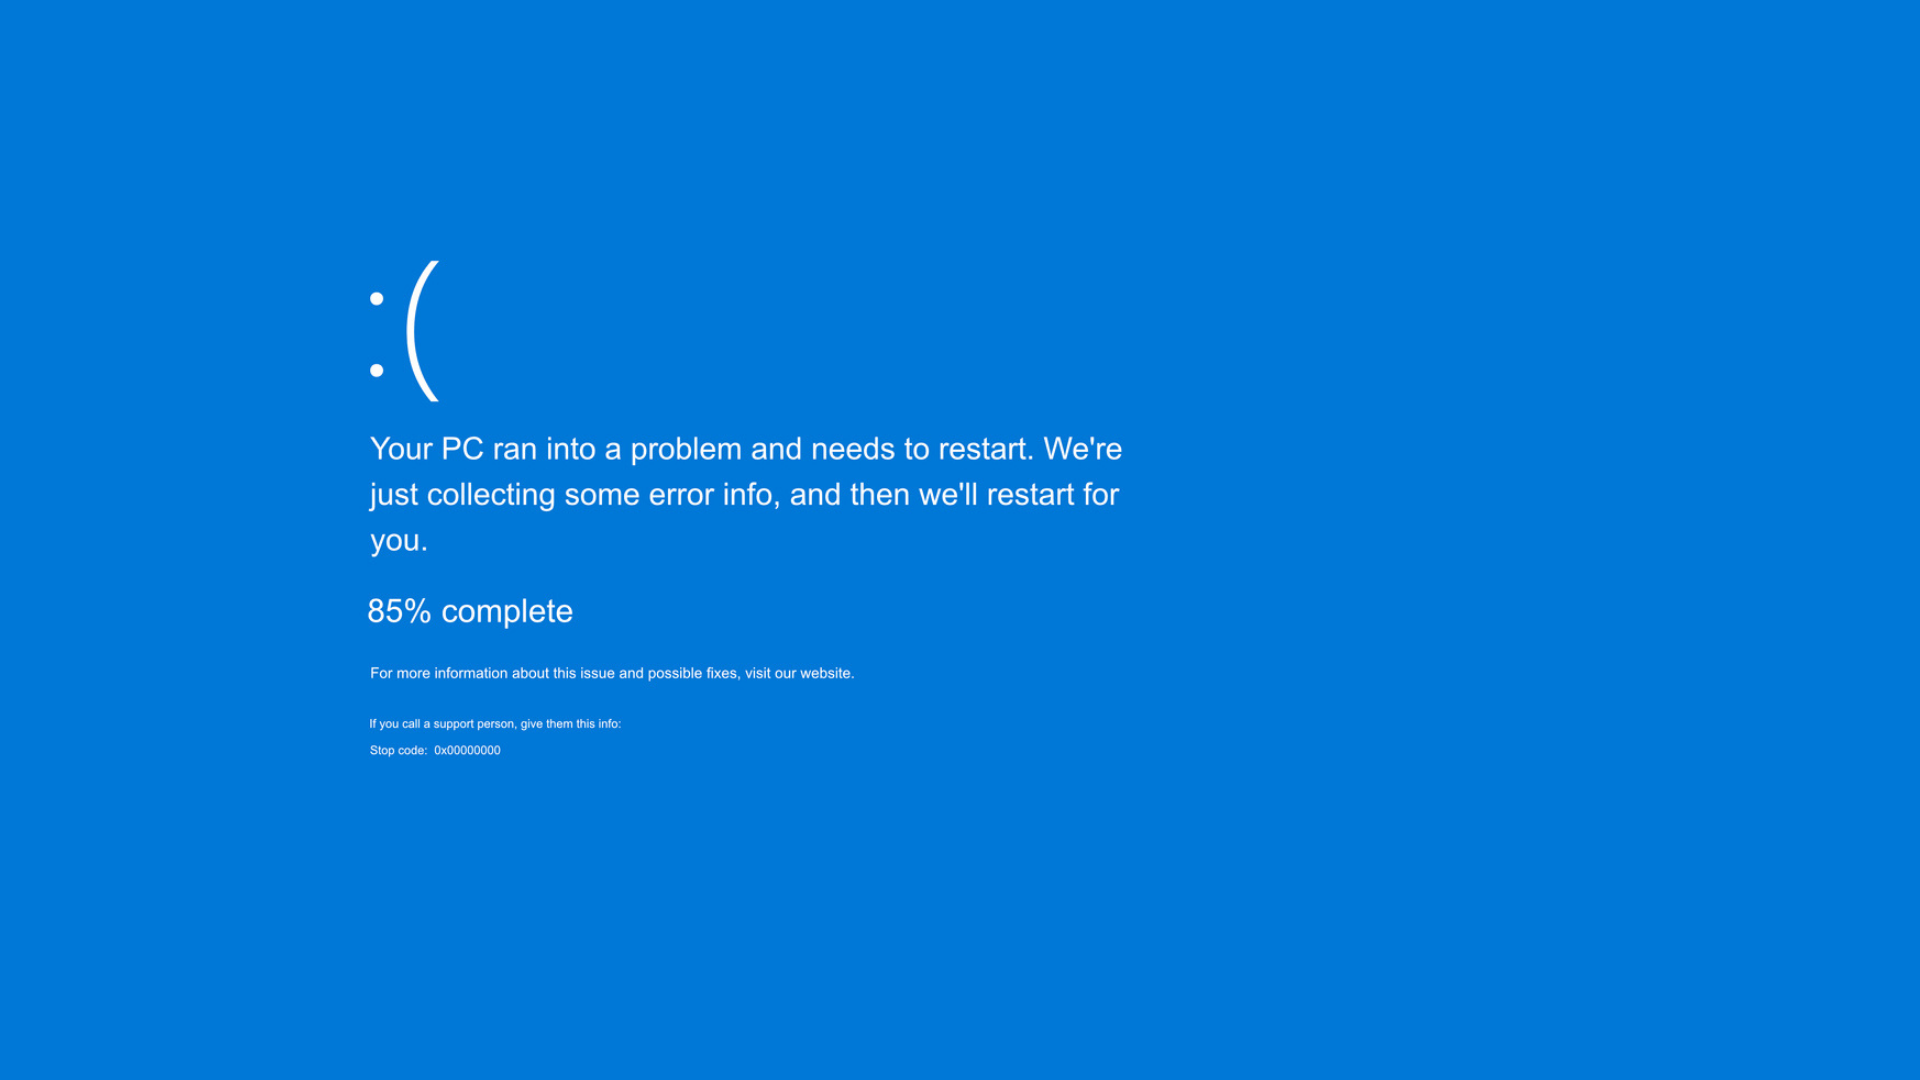 :(
Your PC ran into a problem and needs to restart. We're
just collecting some error info, and then we'll restart for
you.
85% complete
For more information about this issue and possible fixes, visit our website.
If you call a support person, give them this info:
Stop code:  0x00000000